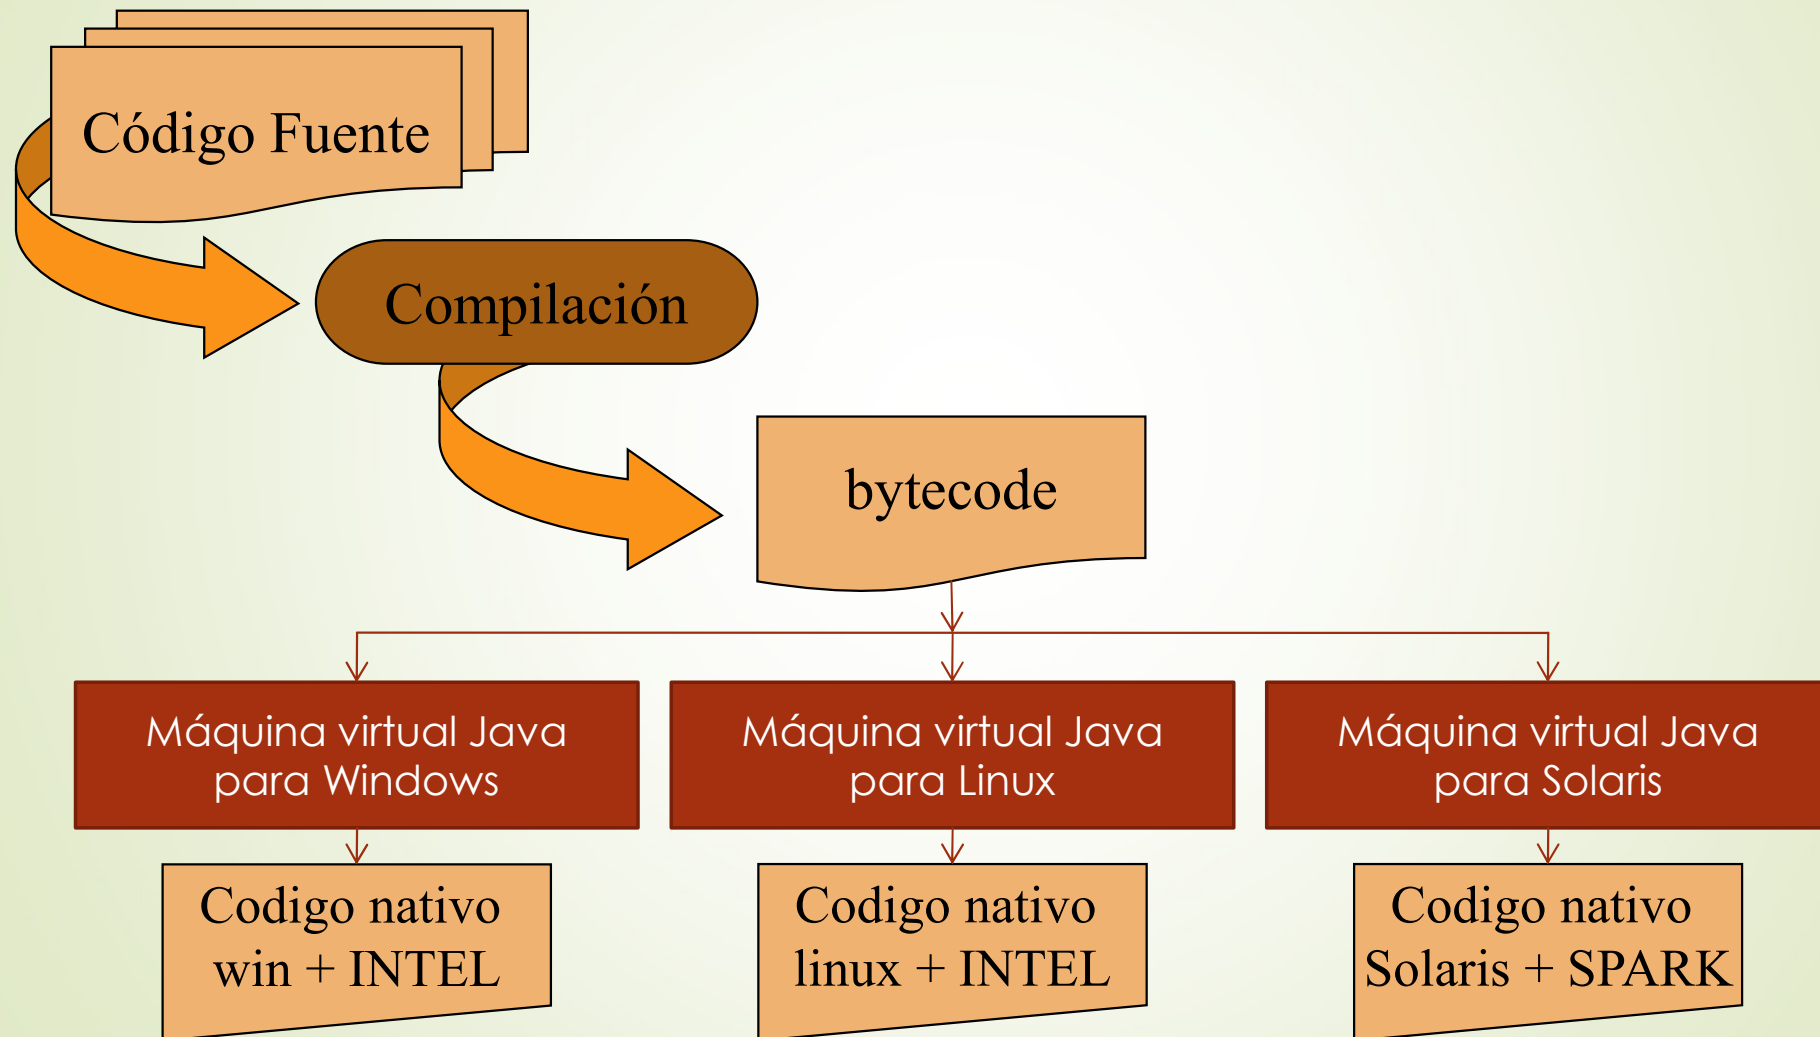 Código Fuente
Compilación
bytecode
Máquina virtual Java
para Windows
Máquina virtual Java
para Linux
Máquina virtual Java
para Solaris
Codigo nativo
win + INTEL
Codigo nativo
linux + INTEL
Codigo nativo
Solaris + SPARK